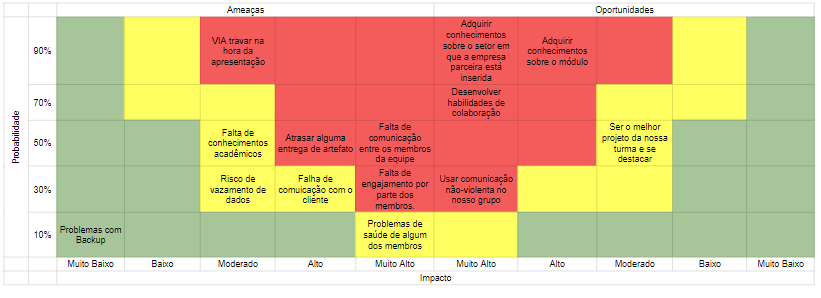 Ameaças
Oportunidades
Probabilidade
90%
VIA travar na
hora da
apresentação
Adquirir
conhecimentos
sobre o setor em
que a empresa
parceira está
inserida
Adquirir
conhecimentos
sobre o módulo
70%
Desenvolver
habilidades de
colaboração
50%
Falta de
conhecimentos
acadêmicos
Atrasar alguma
entrega de artefato
Falta de
comunicação
entre os membros
da equipe
Ser o melhor
projeto da nossa
turma e se
destacar
30%
Risco de
vazamento de
dados
Falha de
comuicação com o
cliente
Falta de
engajamento por
parte dos
membros.
Usar comunicação
não-violenta no
nosso grupo
10%
Problemas com
Backup
Problemas de
saúde de algum
dos membros
Muito Baixo
Baixo
Moderado
Alto
Muito Alto
Muito Alto
Alto
Moderado
Baixo
Muito Baixo
Impacto